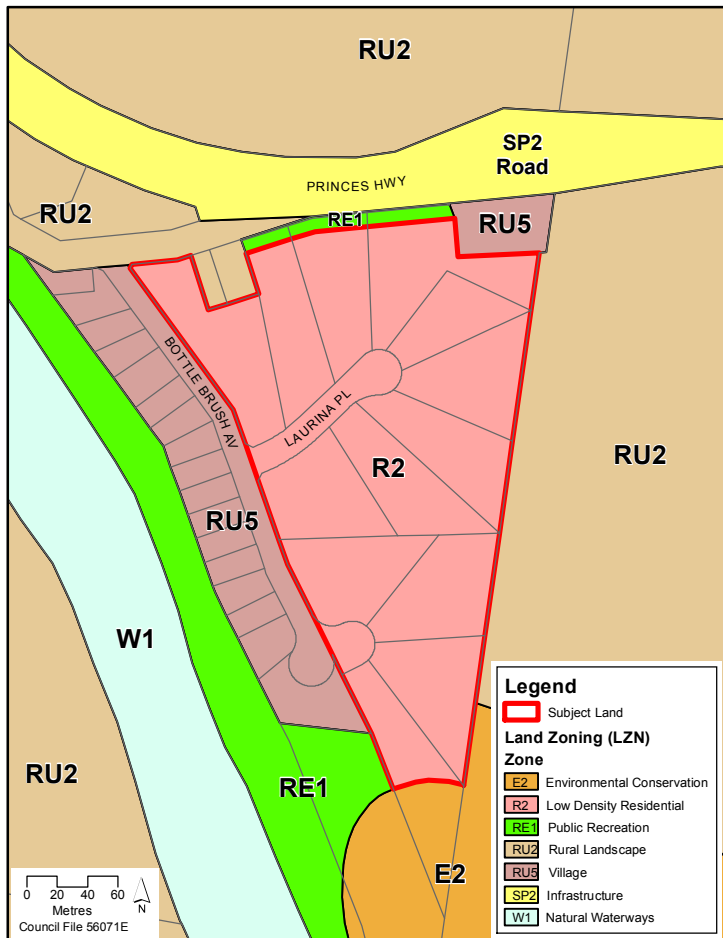 RU2
SP2
Road
PRINCES HWY
RU2
RE1
RU5
BOTTLE BRUSH AV
LAURINA PL
R2
RU2
RU5
W1
RU2
RE1
E2
Legend
Subject Land
Land Zoning (LZN)
Zone
E2 Environmental Conservation
R2 Low Density Residential
RE1 Public Recreation
RU2 Rural Landscape
RU5 Village
SP2 Infrastructure
W1 Natural Waterways
0 20 40 60
Metres
N
Council File 56071E